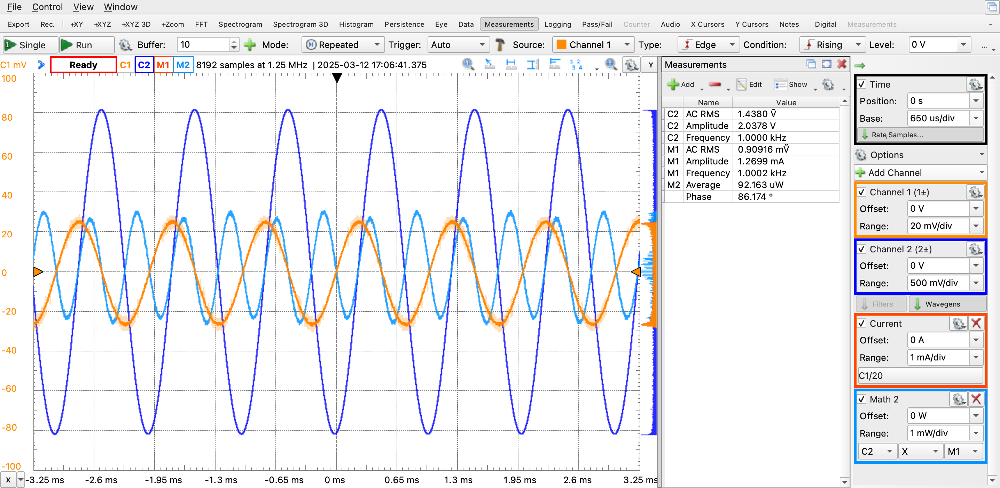 File Control View Window
Export Rec. +XY +XYZ +XYZ 3D +Zoom FFT Spectrogram Spectrogram 3D Histogram Persistence Eye Data Measurements Logging Pass/Fail Counter Audio X Cursors Y Cursors Notes Digital Measurements -
1 Single Run Buffer: 10 Mode: Repeated Trigger: Auto Source: Channel 1 Type: Edge Condition: Rising Level: 0 V ...
C1 mV Ready C1 C2 M1 M2 8192 samples at 1.25 MHz | 2025-03-12 17:06:41.375 Y
100
80
60
40
20
0
-20
-40
-60
-80
-100
X -3.25 ms -2.6 ms -1.95 ms -1.3 ms -0.65 ms 0 ms 0.65 ms 1.3 ms 1.95 ms 2.6 ms 3.25 ms
Measurements
Add Edit Show
Name Value
C2 AC RMS 1.4380 Ṽ
C2 Amplitude 2.0378 V
C2 Frequency 1.0000 kHz
M1 AC RMS 0.90916 mṼ
M1 Amplitude 1.2699 mA
M1 Frequency 1.0002 kHz
M2 Average 92.163 uW
Phase 86.174 °
Time
Position: 0 s
Base: 650 us/div
Rate,Samples...
Options
Add Channel
Channel 1 (1±)
Offset: 0 V
Range: 20 mV/div
Channel 2 (2±)
Offset: 0 V
Range: 500 mV/div
Filters Wavegens
Current
Offset: 0 A
Range: 1 mA/div
C1/20
Math 2
Offset: 0 W
Range: 1 mW/div
C2 X M1